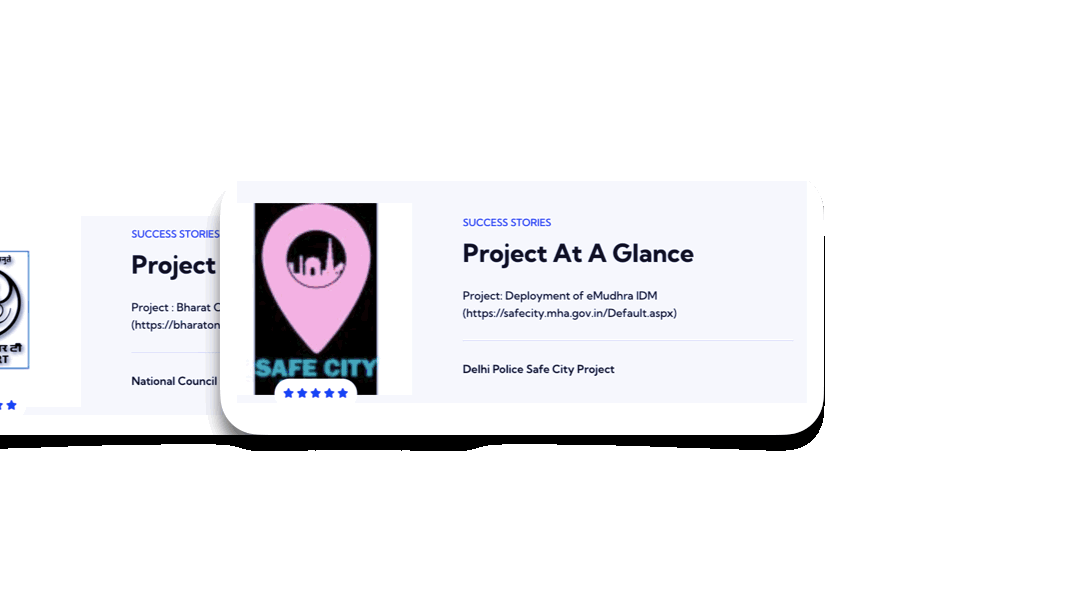 SUCCESS STORIES
Project
Project : Bharat
(https://bharaton
National Council
SAFE CITY
SUCCESS STORIES
Project At A Glance
Project: Deployment of eMudhra IDM
(https://safecity.mha.gov.in/Default.aspx)
Delhi Police Safe City Project